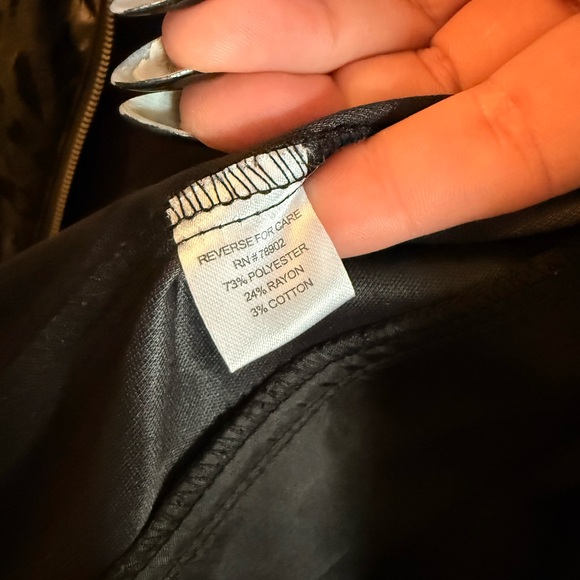 REVERSE FOR CARE
RN # 78902
73% POLYESTER
24% RAYON
3% COTTON